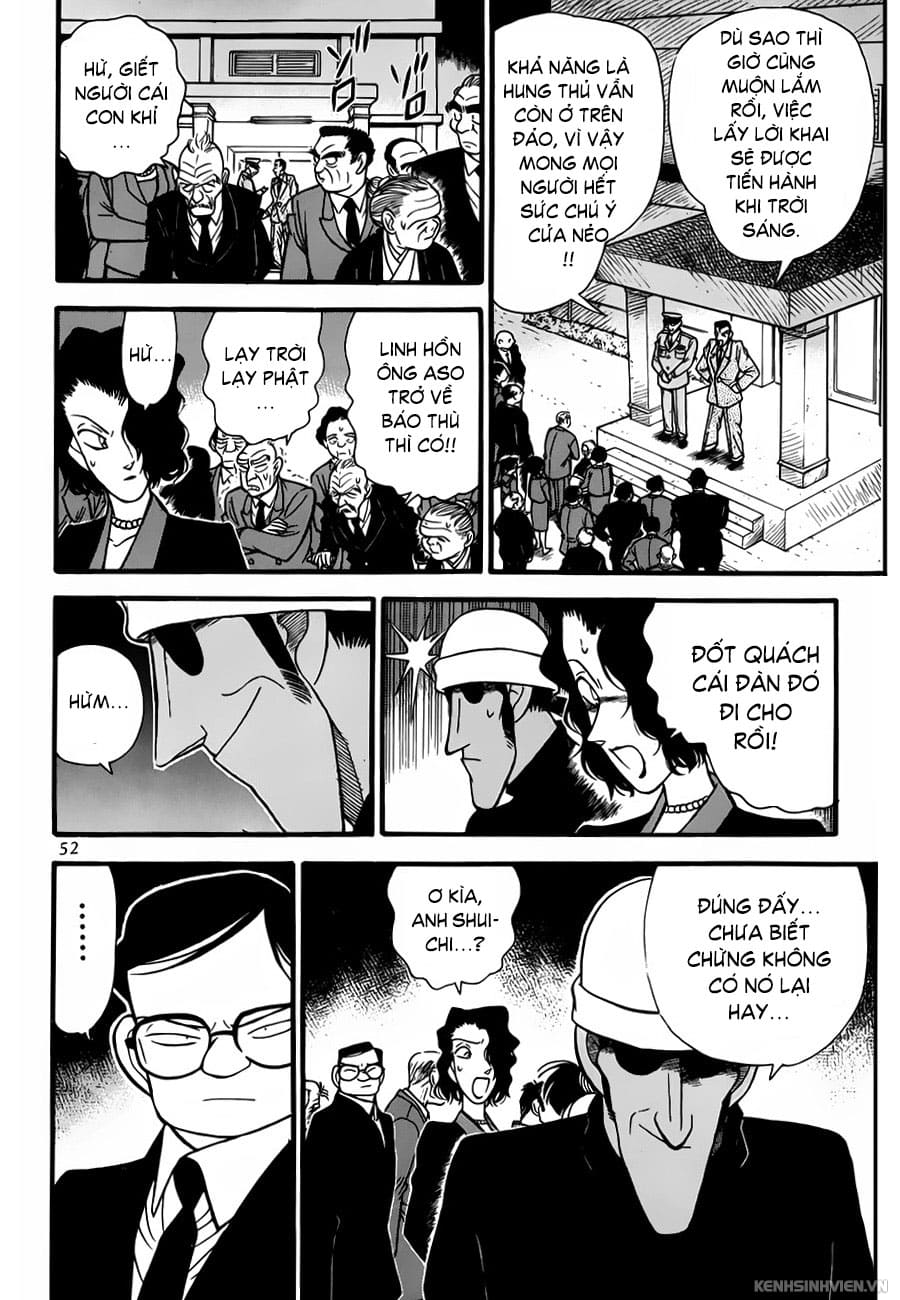 DÙ SAO THÌ
GIỜ CŨNG
MUỘN LẮM
RỒI, VIỆC
LẤY LỜI KHAI
SẼ ĐƯỢC
TIẾN HÀNH
KHI TRỜI
SÁNG.
KHẢ NĂNG LÀ
HUNG THỦ VẪN
CÒN Ở TRÊN
ĐẢO, VÌ VẬY
MONG MỌI
NGƯỜI HẾT
SỨC CHÚ Ý
CỬA NẺO
!!
HỪ, GIẾT
NGƯỜI CÁI
CON KHỈ
...
LINH HỒN
ÔNG ASO
TRỞ VỀ
BÁO THÙ
THÌ CÓ!!
LẠY TRỜI
LẠY PHẬT
...
HỪ...
ĐỐT QUÁCH
CÁI ĐÀN ĐÓ
ĐI CHO
RỒI!
HỪM...
52
ĐÚNG ĐẤY...
CHƯA BIẾT
CHỪNG KHÔNG
CÓ NÓ LẠI
HAY...
Ơ KÌA,
ANH SHUI-
CHI...?
......
KENHSINHVIEN.VN